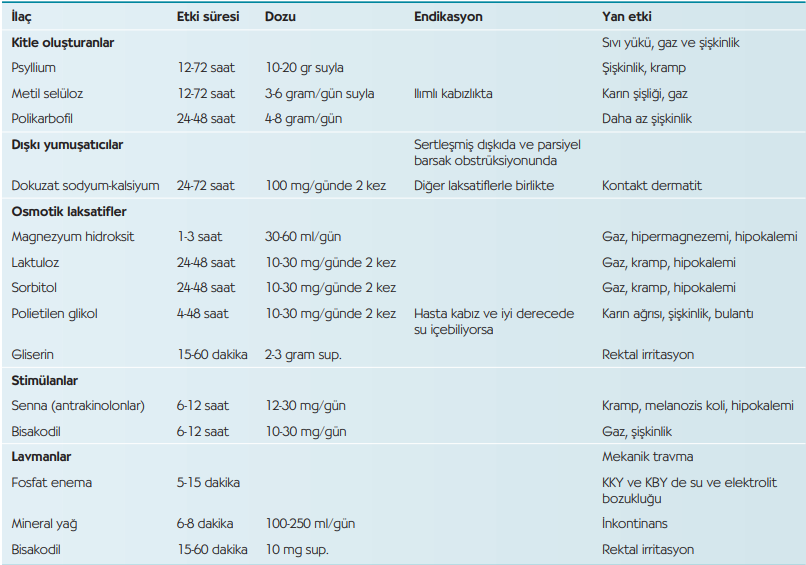 İlaç Etki süresi Dozu Endikasyon Yan etki
Kitle oluşturanlar Sıvı yükü, gaz ve şişkinlik
Psyllium 12-72 saat 10-20 gr suyla Şişkinlik, kramp
Metil selüloz 12-72 saat 3-6 gram/gün suyla Ilımlı kabızlıkta Karın şişliği, gaz
Polikarbofil 24-48 saat 4-8 gram/gün Daha az şişkinlik
Dışkı yumuşatıcılar Sertleşmiş dışkıda ve parsiyel
barsak obstrüksiyonunda
Dokuzat sodyum-kalsiyum 24-72 saat 100 mg/günde 2 kez Diğer laksatiflerle birlikte Kontakt dermatit
Osmotik laksatifler
Magnezyum hidroksit 1-3 saat 30-60 ml/gün Gaz, hipermagnezemi, hipokalemi
Laktuloz 24-48 saat 10-30 mg/günde 2 kez Gaz, kramp, hipokalemi
Sorbitol 24-48 saat 10-30 mg/günde 2 kez Gaz, kramp, hipokalemi
Polietilen glikol 4-48 saat 10-30 mg/günde 2 kez Hasta kabız ve iyi derecede Karın ağrısı, şişkinlik, bulantı
su içebiliyorsa
Gliserin 15-60 dakika 2-3 gram sup. Rektal irritasyon
Stimülanlar
Senna (antrakinolonlar) 6-12 saat 12-30 mg/gün Kramp, melanozis koli, hipokalemi
Bisakodil 6-12 saat 10-30 mg/gün Gaz, şişkinlik
Lavmanlar Mekanik travma
Fosfat enema 5-15 dakika KKY ve KBY de su ve elektrolit
bozukluğu
Mineral yağ 6-8 dakika 100-250 ml/gün İnkontinans
Bisakodil 15-60 dakika 10 mg sup. Rektal irritasyon